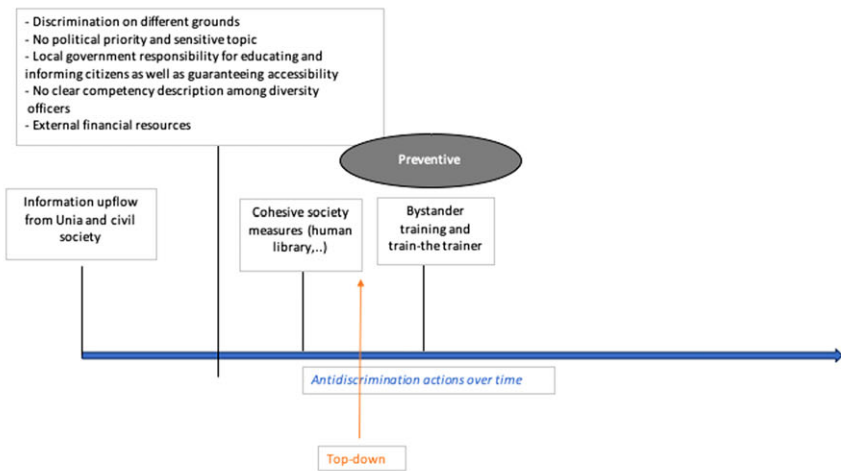 - Discrimination on different grounds
- No political priority and sensitive topic
- Local government responsibility for educating and
informing citizens as well as guaranteeing accessibility
- No clear competency description among diversity
officers
- External financial resources
Preventive
Information upflow
from Unia and civil
society
Cohesive society
measures (human
library,..)
Bystander
training and
train-the trainer
Antidiscrimination actions over time
Top-down